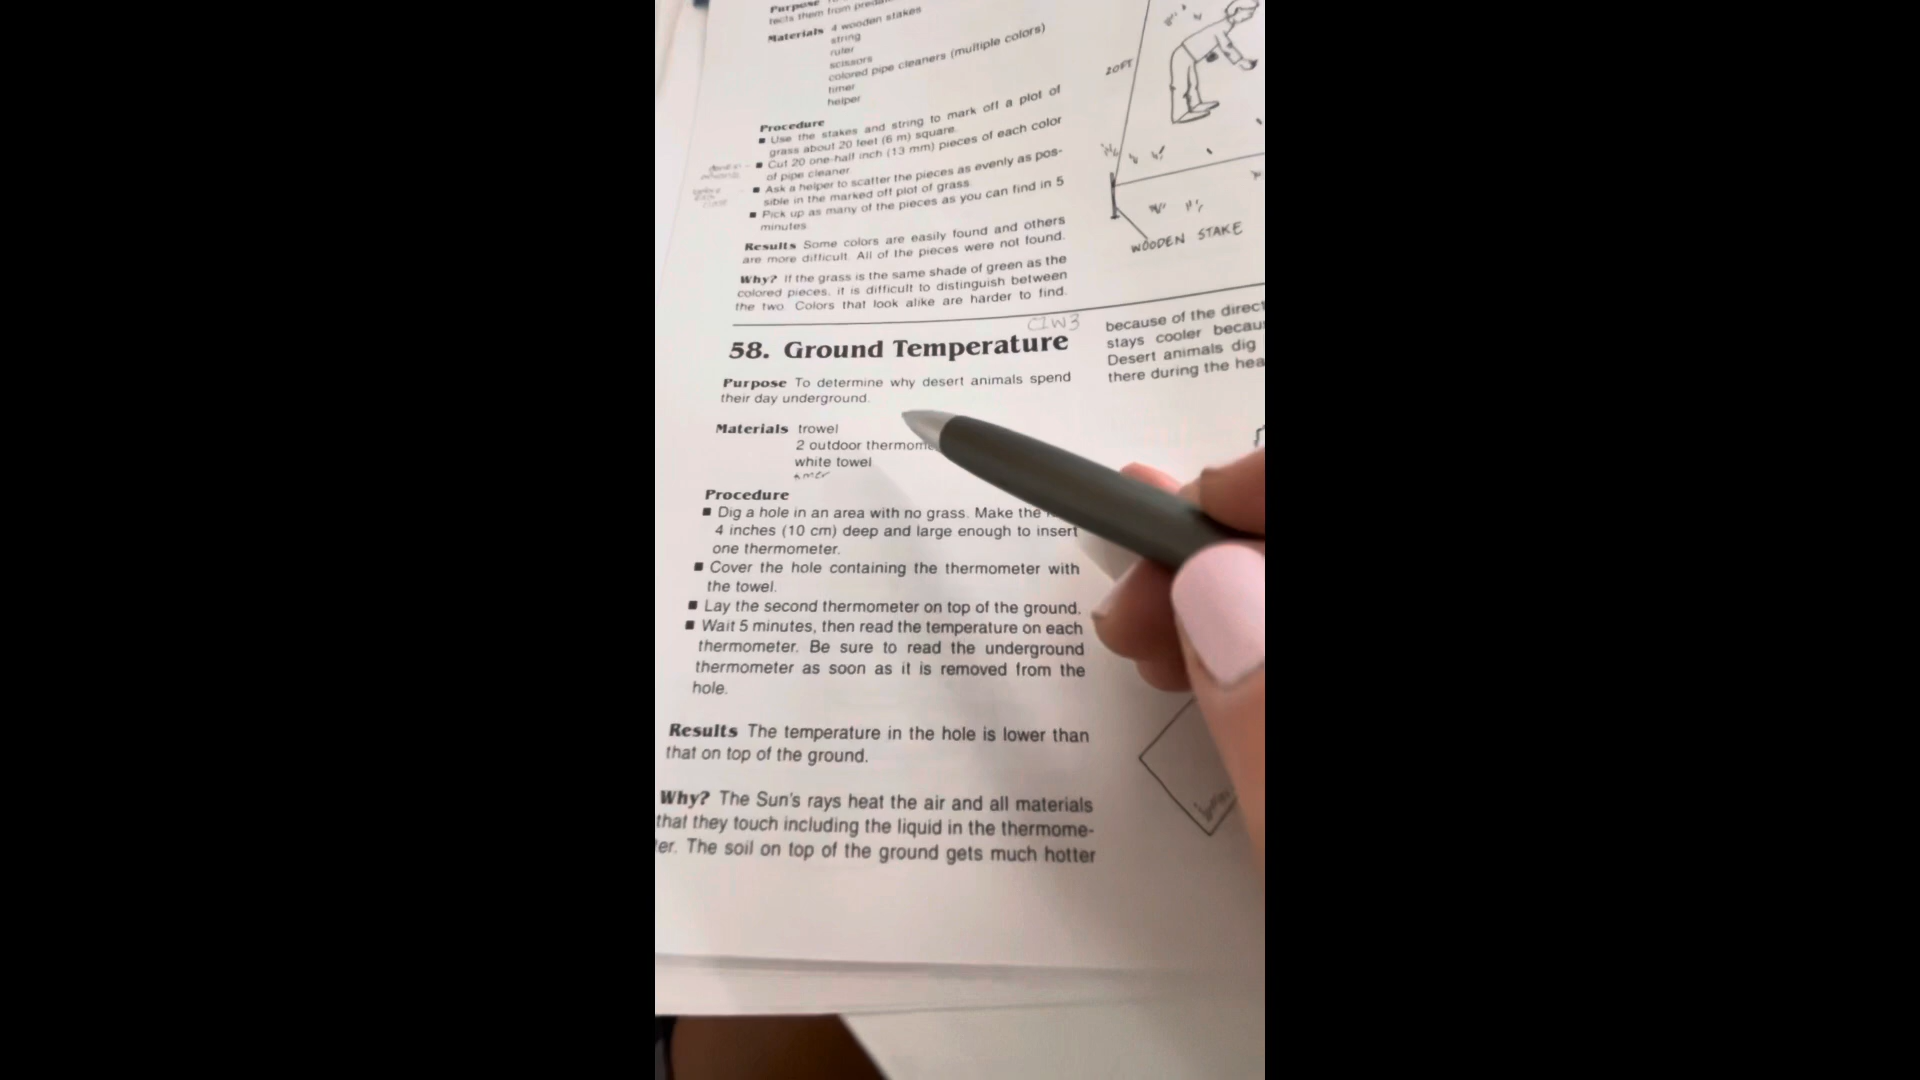 Purpose
tects them from
Materials 4 wooden stakes
string
ruler
scissors
colored pipe cleaners (multiple colors)
timer
helper
Procedure
■ Use the stakes and string to mark off a plot of
grass about 20 feet (6 m) square.
■ Cut 20 one-half inch (13 mm) pieces of each color
of pipe cleaner.
■ Ask a helper to scatter the pieces as evenly as pos-
sible in the marked off plot of grass.
■ Pick up as many of the pieces as you can find in 5
minutes.
Results Some colors are easily found and others
are more difficult. All of the pieces were not found.
Why? If the grass is the same shade of green as the
colored pieces, it is difficult to distinguish between
the two. Colors that look alike are harder to find.
20FT
WOODEN STAKE
C1W3
58. Ground Temperature
Purpose To determine why desert animals spend
their day underground.
Materials trowel
2 outdoor thermome
white towel
Procedure
■ Dig a hole in an area with no grass. Make the
4 inches (10 cm) deep and large enough to insert
one thermometer.
■ Cover the hole containing the thermometer with
the towel.
■ Lay the second thermometer on top of the ground.
■ Wait 5 minutes, then read the temperature on each
thermometer. Be sure to read the underground
thermometer as soon as it is removed from the
hole.
Results The temperature in the hole is lower than
that on top of the ground.
Why? The Sun's rays heat the air and all materials
that they touch including the liquid in the thermome-
er. The soil on top of the ground gets much hotter
because of the direct
stays cooler becau
Desert animals dig
there during the hea